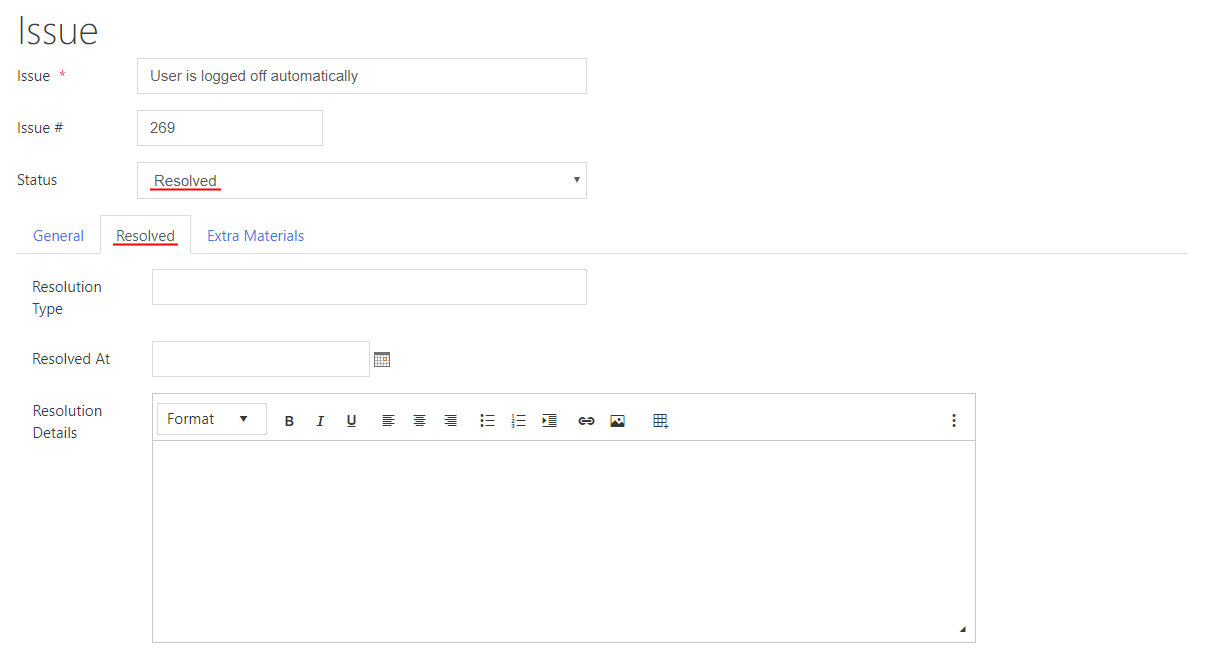 Issue
Issue * User is logged off automatically
Issue # 269
Status Resolved
General Resolved Extra Materials
Resolution
Type
Resolved At
Resolution
Details
Format B I U